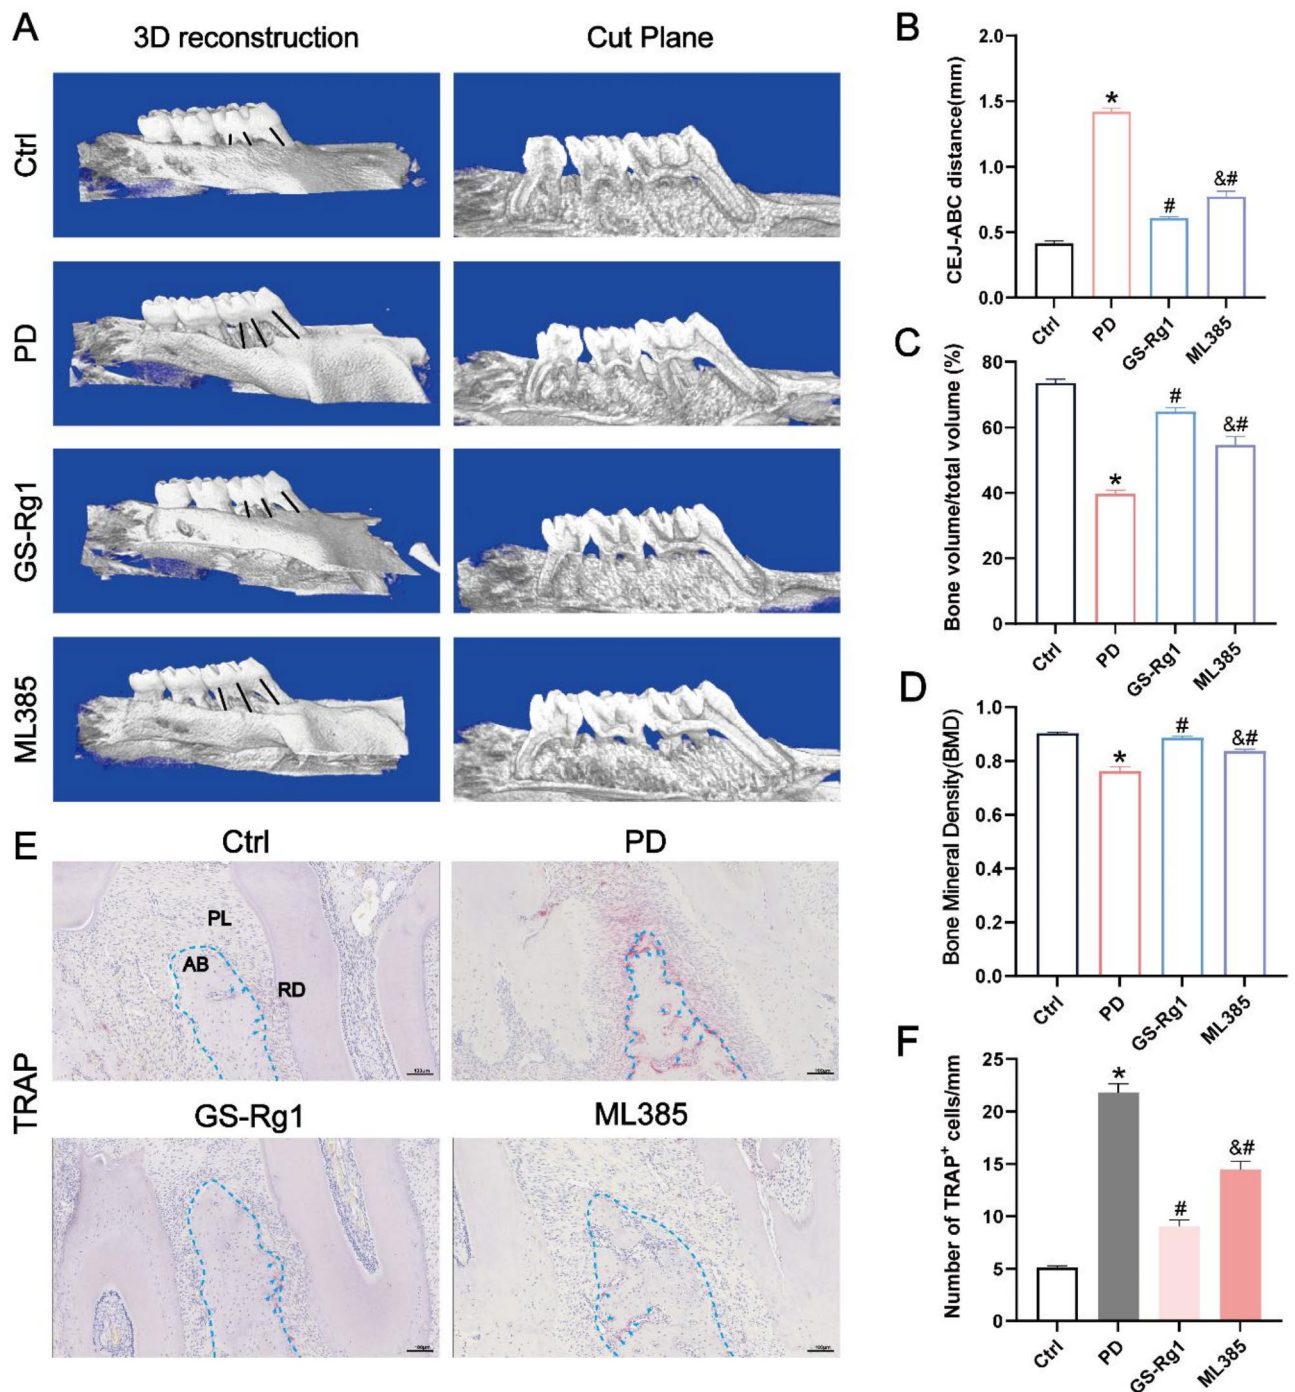 A
3D reconstruction
Cut Plane
Ctrl
PD
GS-Rg1
ML385
B
CEJ-ABC distance(mm)
2.0
1.5
1.0
0.5
0.0
*
#
&#
Ctrl
PD
GS-Rg1
ML385
C
Bone volume/total volume (%)
80
60
40
20
0
*
#
&#
Ctrl
PD
GS-Rg1
ML385
D
Bone Mineral Density(BMD)
1.0
0.8
0.6
0.4
0.2
0.0
*
#
&#
Ctrl
PD
GS-Rg1
ML385
E
TRAP
Ctrl
PD
PL
AB
RD
100μm
100μm
GS-Rg1
ML385
100μm
100μm
F
Number of TRAP⁺ cells/mm
25
20
15
10
5
0
*
#
&#
Ctrl
PD
GS-Rg1
ML385